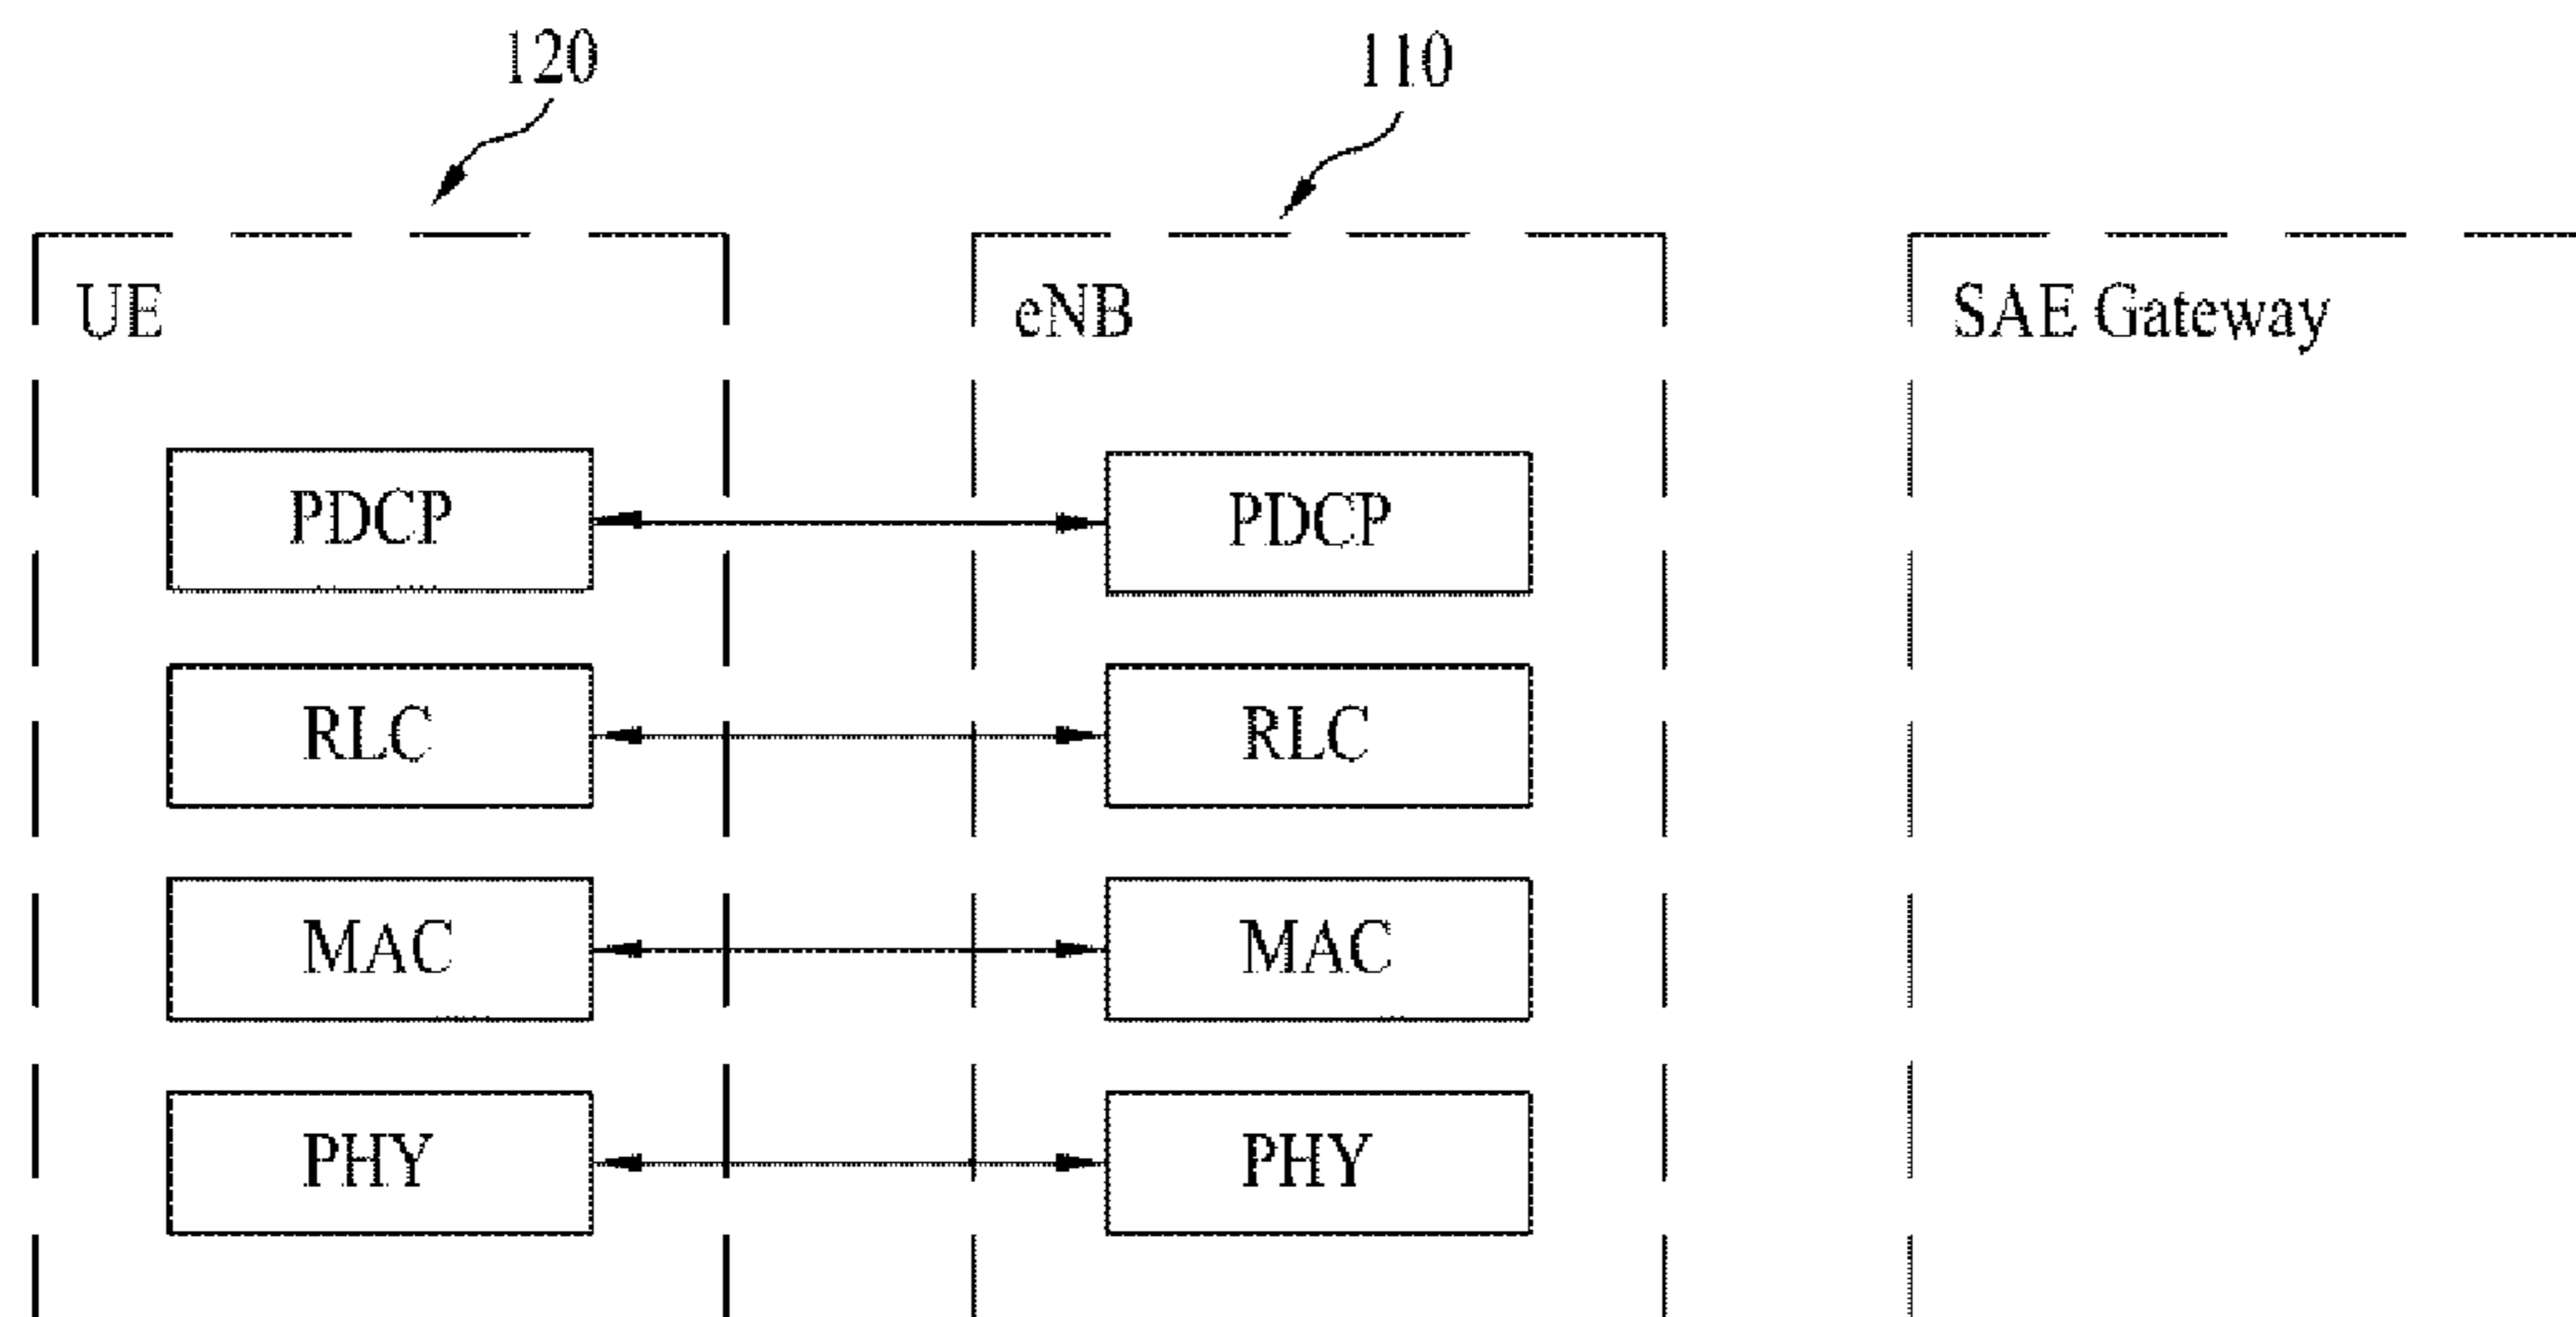 120 110
UE eNB SAE Gateway
PDCP PDCP
RLC RLC
MAC MAC
PHY PHY